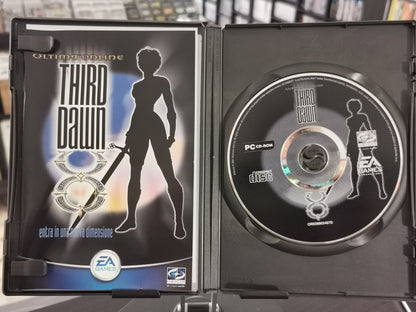 ULTIMA ONLINE
THIRD
DAWN
entra in una nuova dimensione
EA
GAMES
THIRD
DAWN
PC CD-ROM
EA
GAMES